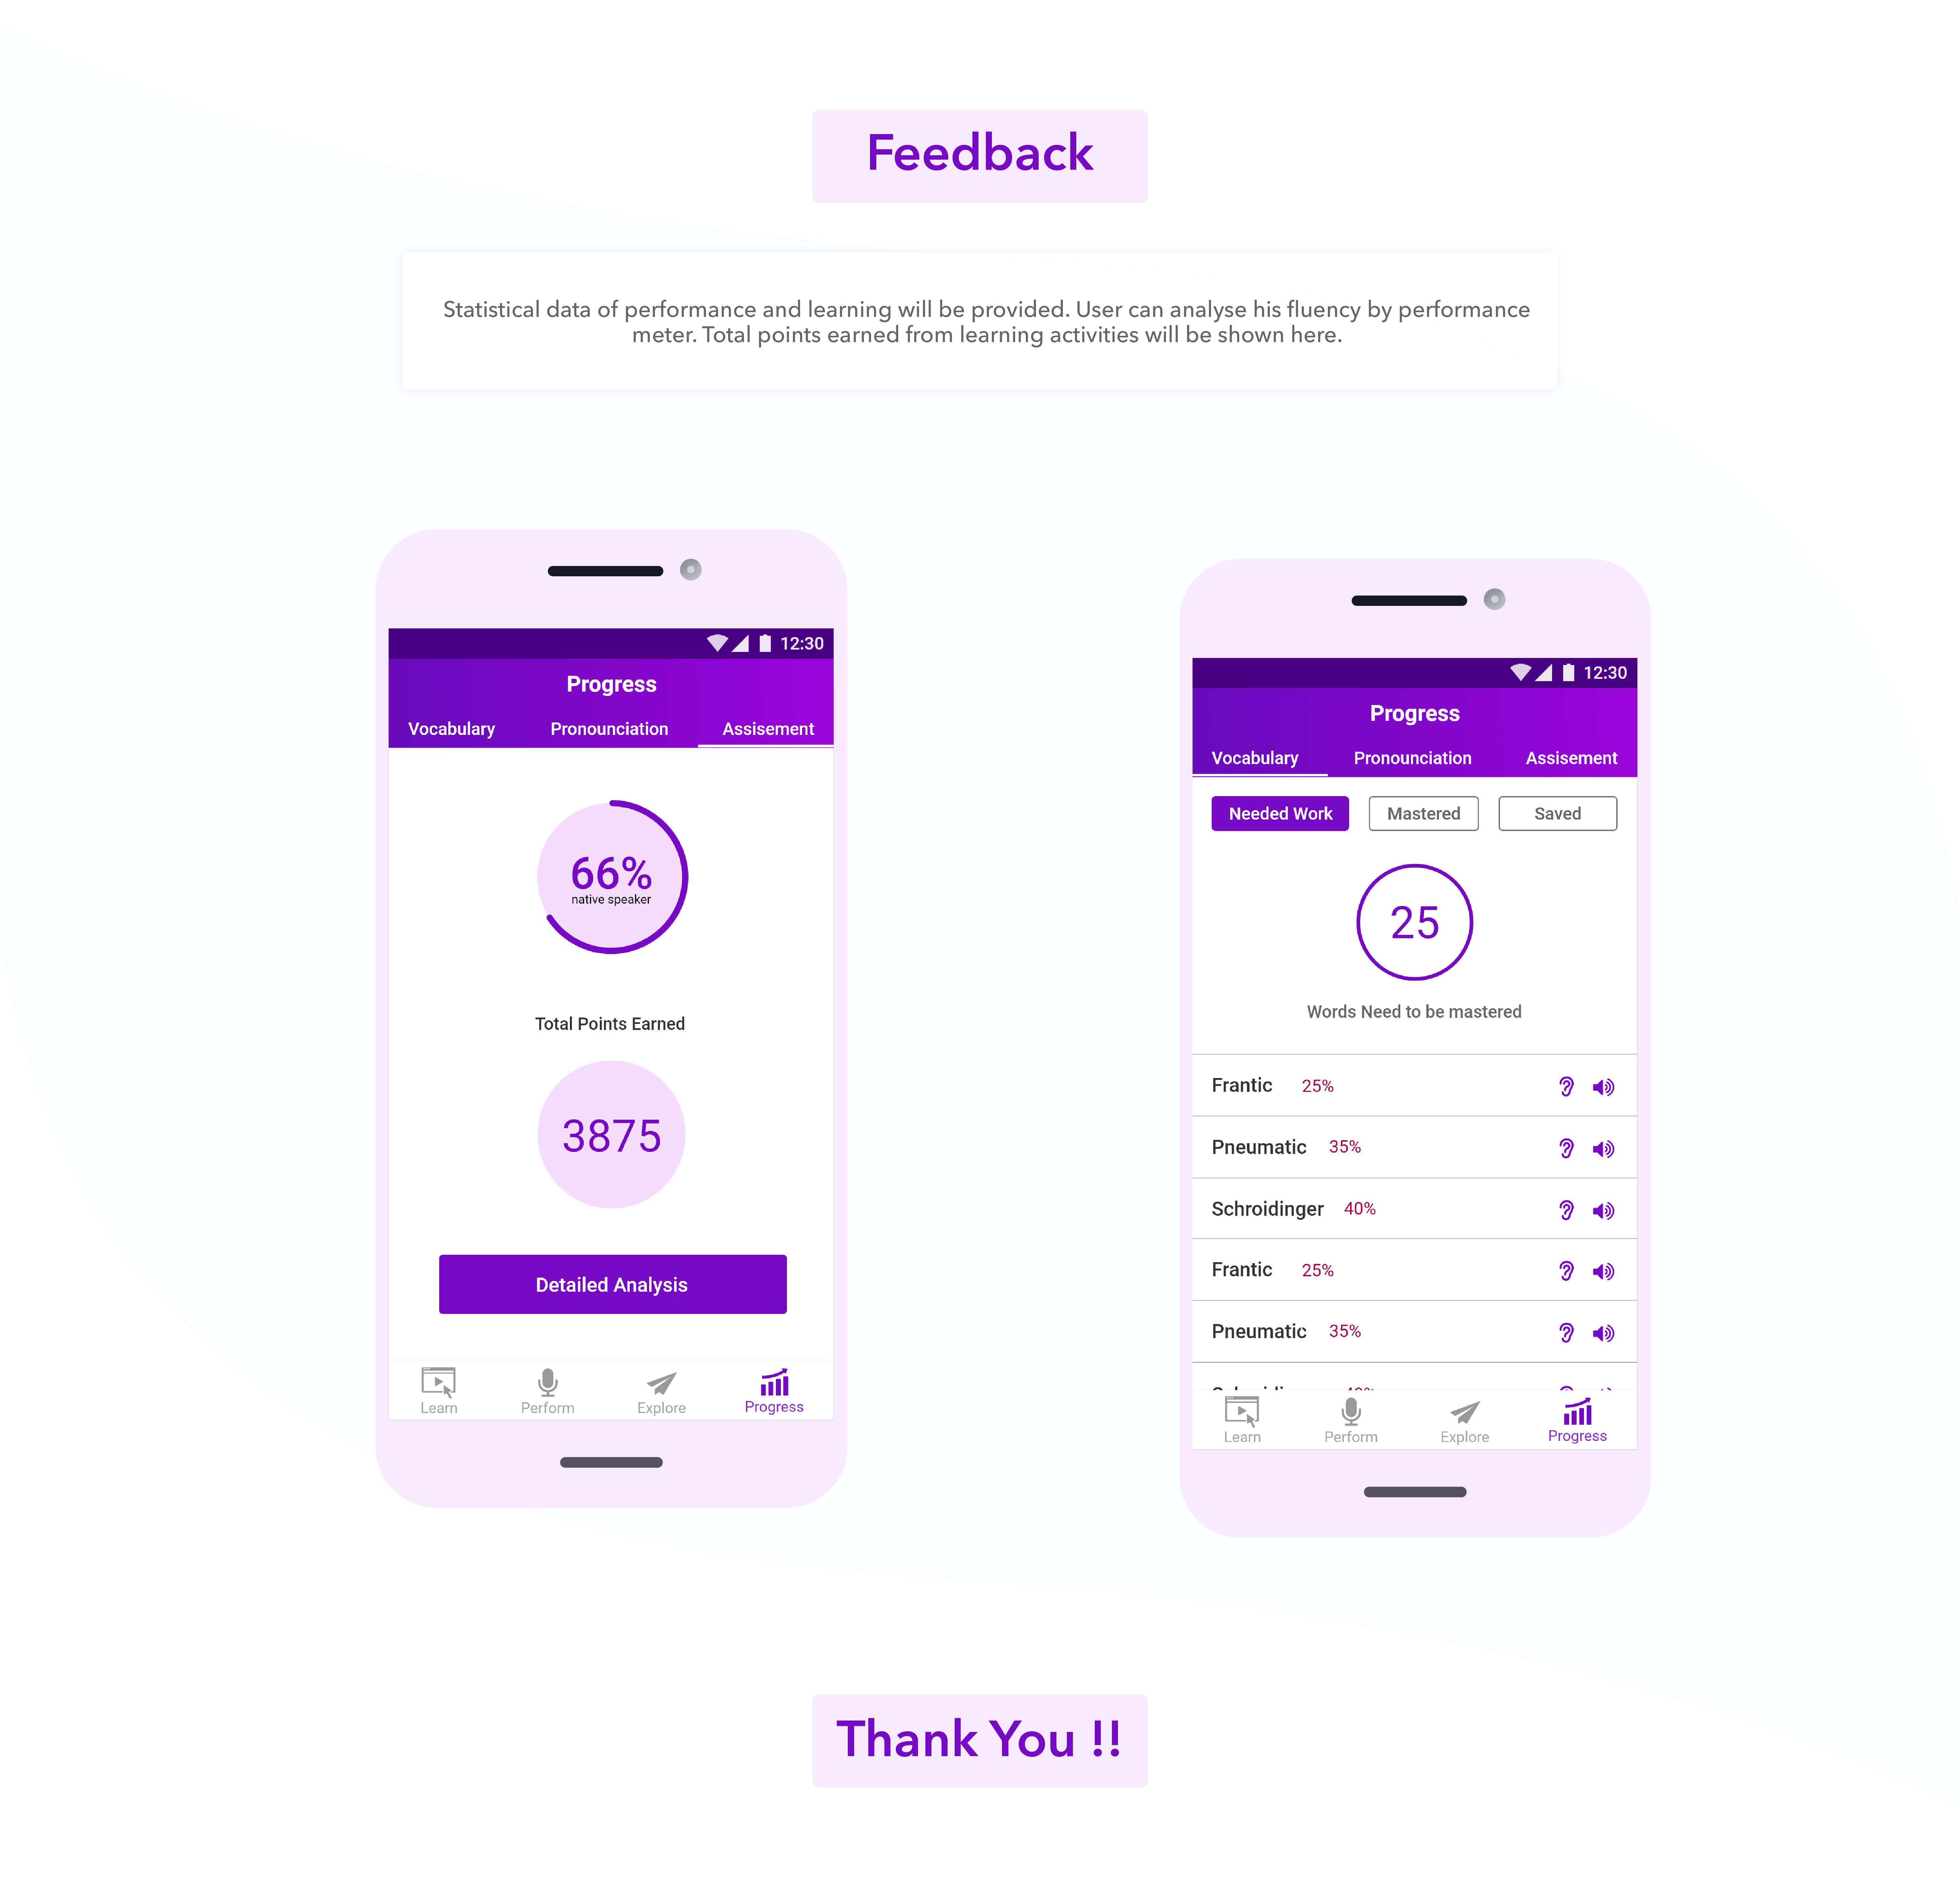 Feedback
Statistical data of performance and learning will be provided. User can analyse his fluency by performance
meter. Total points earned from learning activities will be shown here.
12:30
Progress
Vocabulary Pronounciation Assisement
66%
native speaker
Total Points Earned
3875
Detailed Analysis
Learn Perform Explore Progress
12:30
Progress
Vocabulary Pronounciation Assisement
Needed Work Mastered Saved
25
Words Need to be mastered
Frantic 25%
Pneumatic 35%
Schroidinger 40%
Frantic 25%
Pneumatic 35%
Learn Perform Explore Progress
Thank You !!